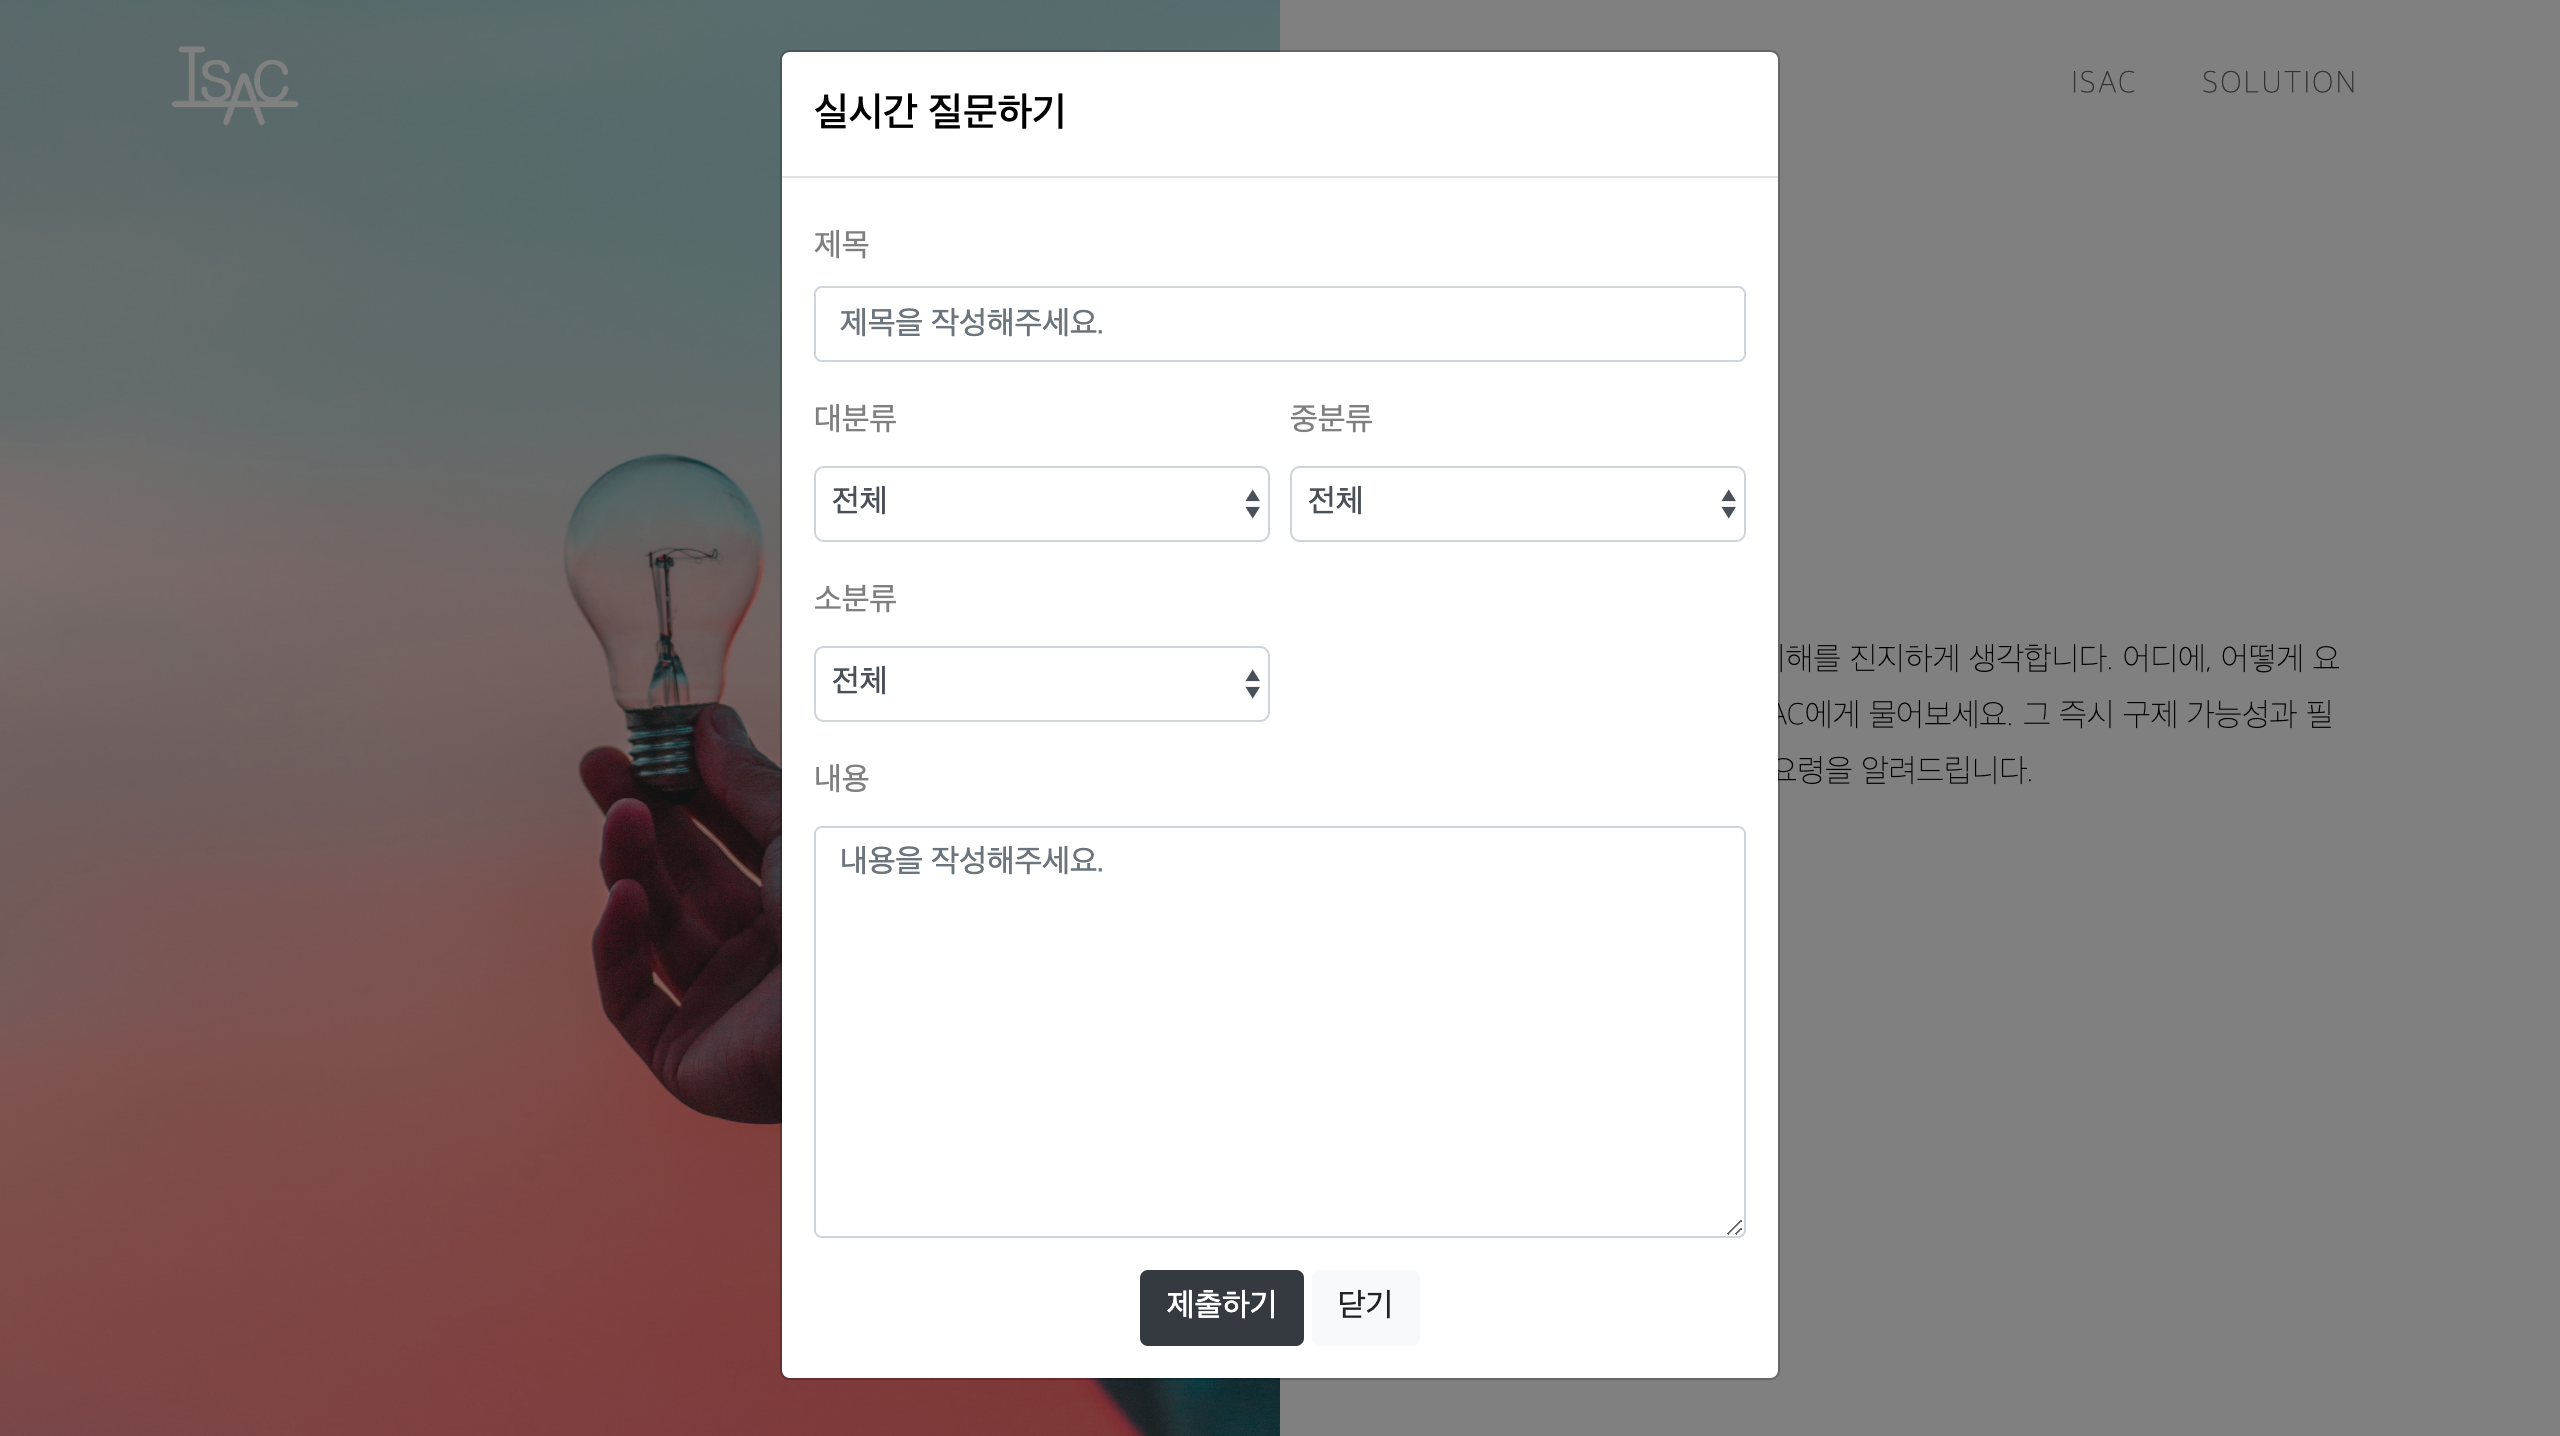 ISAC
ISAC SOLUTION
실시간 질문하기
제목
제목을 작성해주세요.
대분류 중분류
전체 전체
소분류
전체
내용
내용을 작성해주세요.
제출하기 닫기
진지하게 생각합니다. 어디에, 어떻게 요
AC에게 물어보세요. 그 즉시 구제 가능성과 필
요령을 알려드립니다.